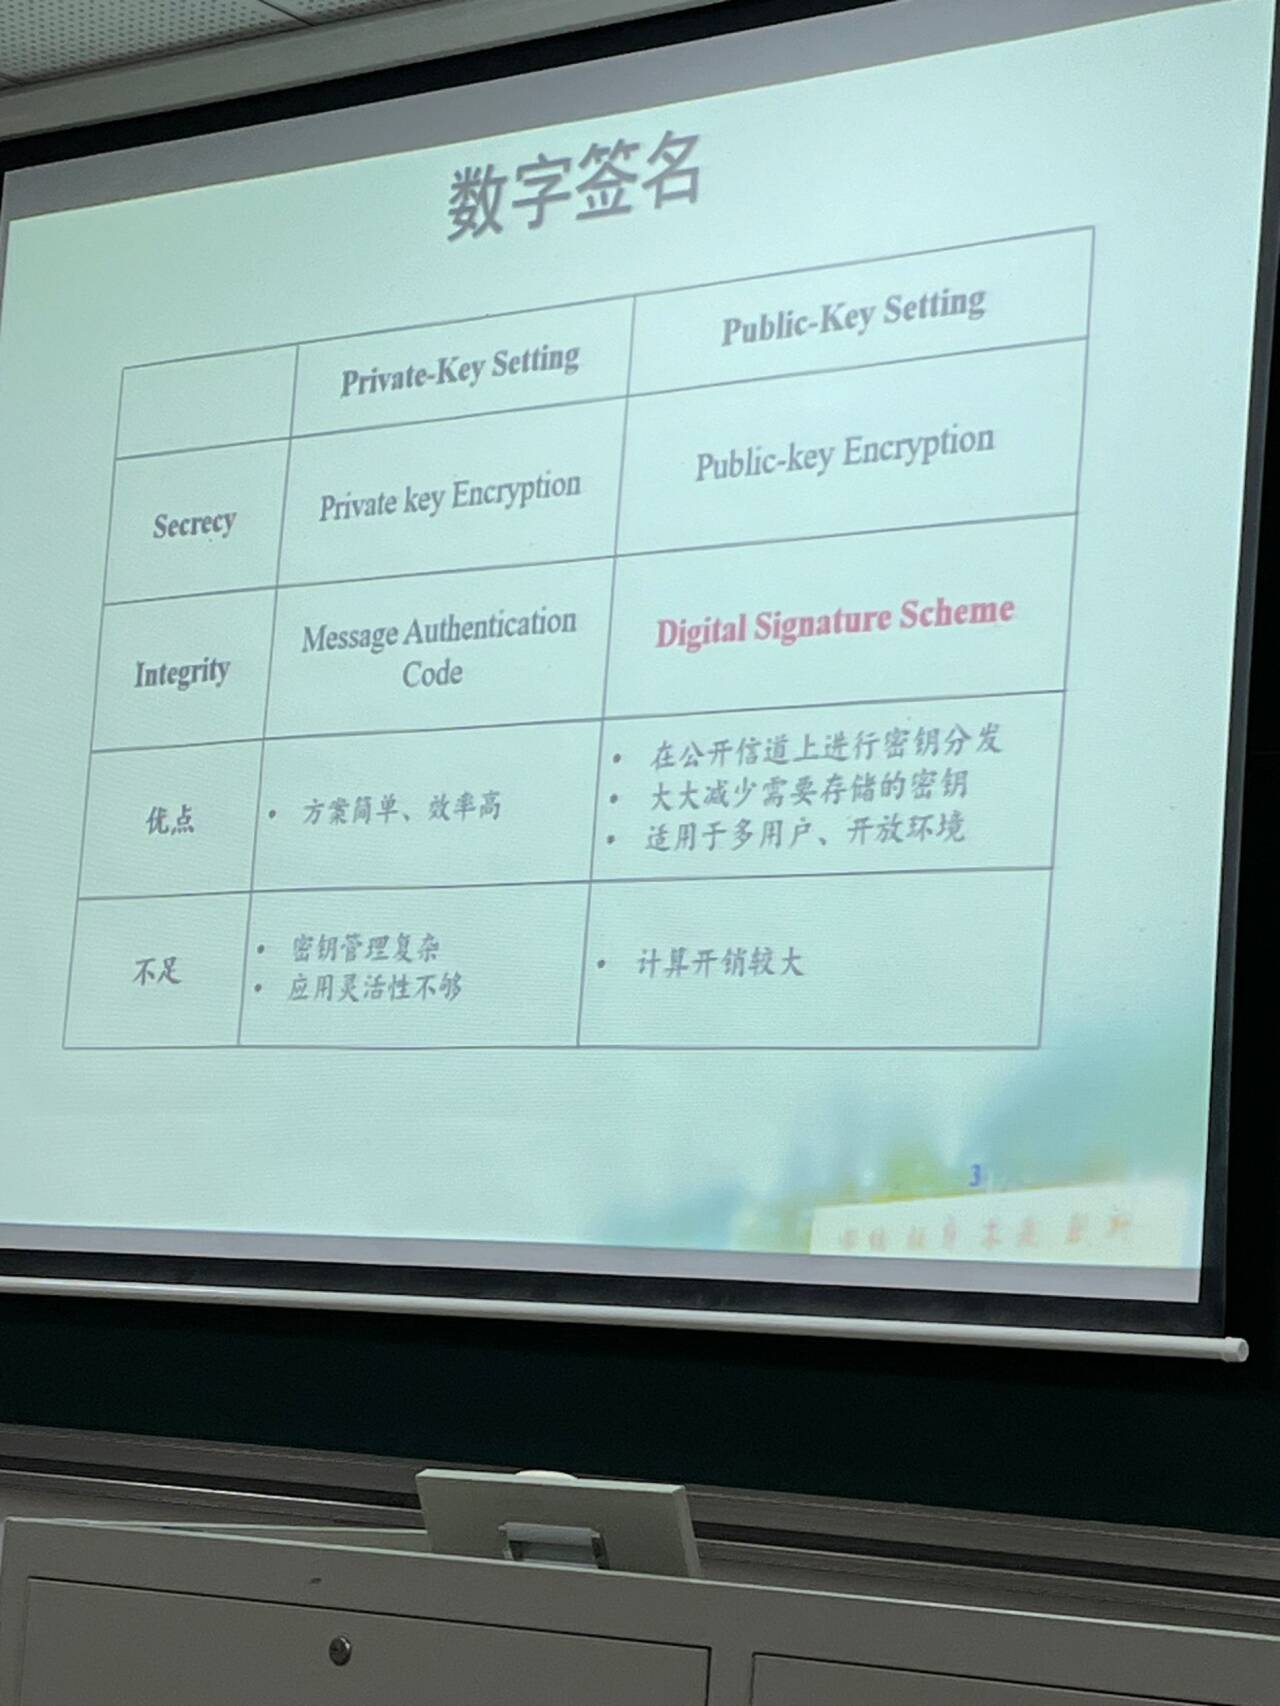 数字签名
Private-Key Setting
Public-Key Setting
Secrecy
Private key Encryption
Public-key Encryption
Integrity
Message Authentication
Code
Digital Signature Scheme
优点
• 方案简单、效率高
• 在公开信道上进行密钥分发
• 大大减少需要存储的密钥
• 适用于多用户、开放环境
不足
• 密钥管理复杂
• 应用灵活性不够
• 计算开销较大
3